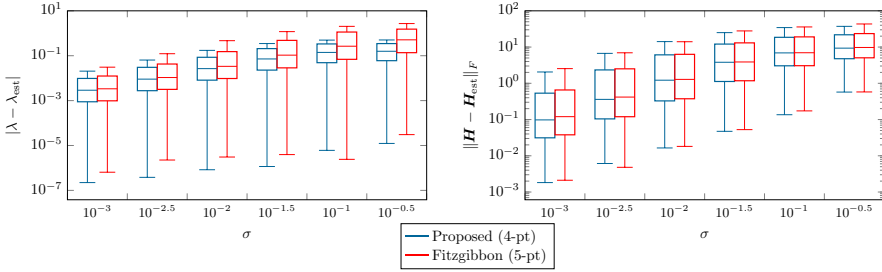 |λ − λest|
10^1
10^−1
10^−3
10^−5
10^−7
10^−3 10^−2.5 10^−2 10^−1.5 10^−1 10^−0.5
σ
‖H − Hest‖F
10^2
10^1
10^0
10^−1
10^−2
10^−3
10^−3 10^−2.5 10^−2 10^−1.5 10^−1 10^−0.5
σ
Proposed (4-pt)
Fitzgibbon (5-pt)